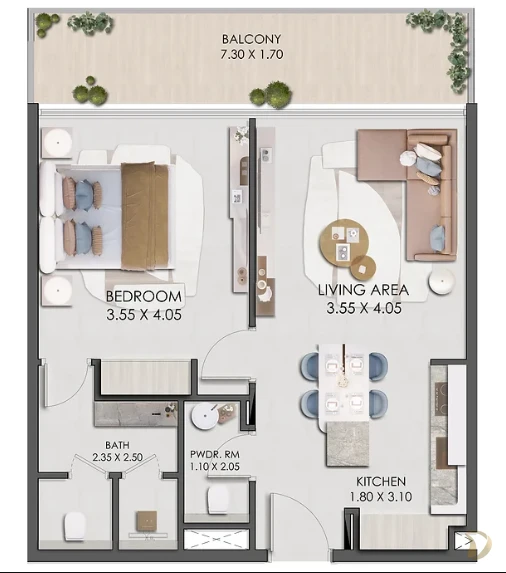 BALCONY
7.30 X 1.70
BEDROOM
3.55 X 4.05
LIVING AREA
3.55 X 4.05
BATH
2.35 X 2.50
PWDR. RM
1.10 X 2.05
KITCHEN
1.80 X 3.10